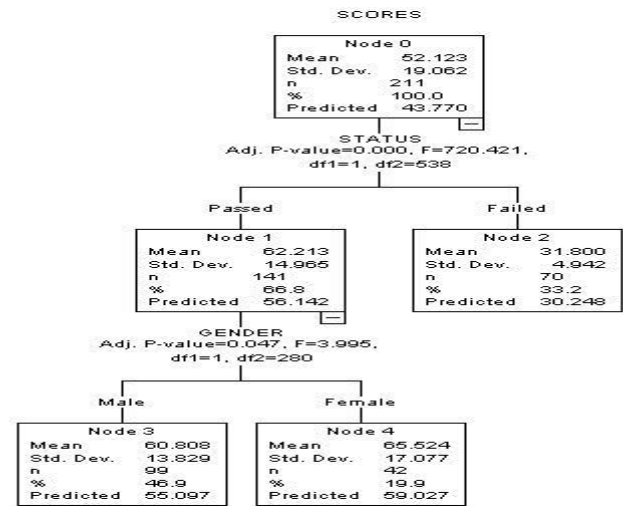 SCORES
Node 0
Mean 52.123
Std. Dev. 19.062
n 211
% 100.0
Predicted 43.770
STATUS
Adj. P-value=0.000, F=720.421,
df1=1, df2=538
Passed
Failed
Node 1
Mean 62.213
Std. Dev. 14.965
n 141
% 66.8
Predicted 56.142
Node 2
Mean 31.800
Std. Dev. 4.942
n 70
% 33.2
Predicted 30.248
GENDER
Adj. P-value=0.047, F=3.995,
df1=1, df2=280
Male
Female
Node 3
Mean 60.808
Std. Dev. 13.829
n 99
% 46.9
Predicted 55.097
Node 4
Mean 65.524
Std. Dev. 17.077
n 42
% 19.9
Predicted 59.027